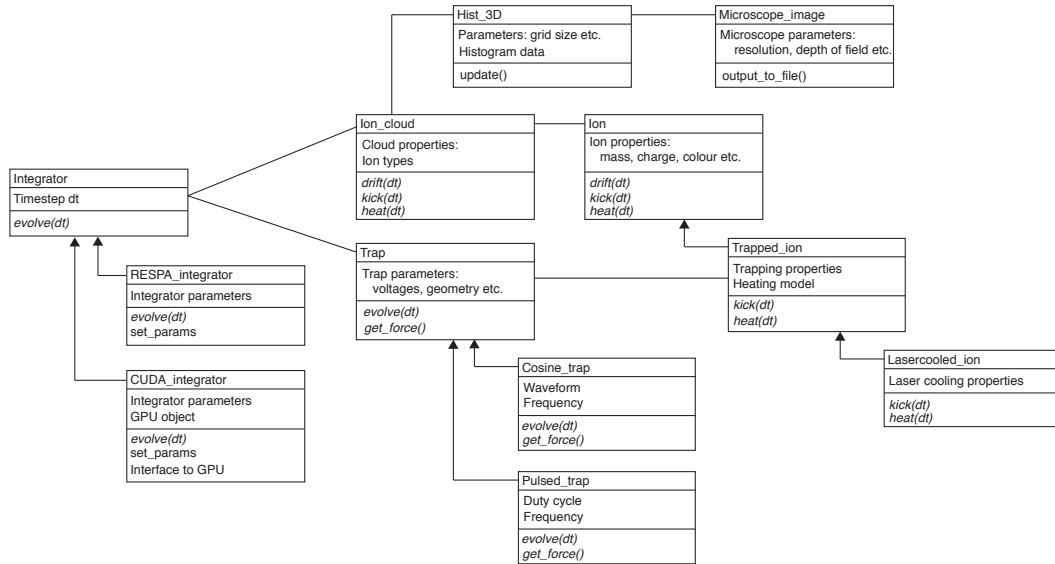 Hist_3D
Parameters: grid size etc.
Histogram data
update()
Microscope_image
Microscope parameters:
resolution, depth of field etc.
output_to_file()
Ion_cloud
Cloud properties:
Ion types
drift(dt)
kick(dt)
heat(dt)
Ion
Ion properties:
mass, charge, colour etc.
drift(dt)
kick(dt)
heat(dt)
Integrator
Timestep dt
evolve(dt)
RESPA_integrator
Integrator parameters
evolve(dt)
set_params
CUDA_integrator
Integrator parameters
GPU object
evolve(dt)
set_params
Interface to GPU
Trap
Trap parameters:
voltages, geometry etc.
evolve(dt)
get_force()
Trapped_ion
Trapping properties
Heating model
kick(dt)
heat(dt)
Cosine_trap
Waveform
Frequency
evolve(dt)
get_force()
Lasercooled_ion
Laser cooling properties
kick(dt)
heat(dt)
Pulsed_trap
Duty cycle
Frequency
evolve(dt)
get_force()